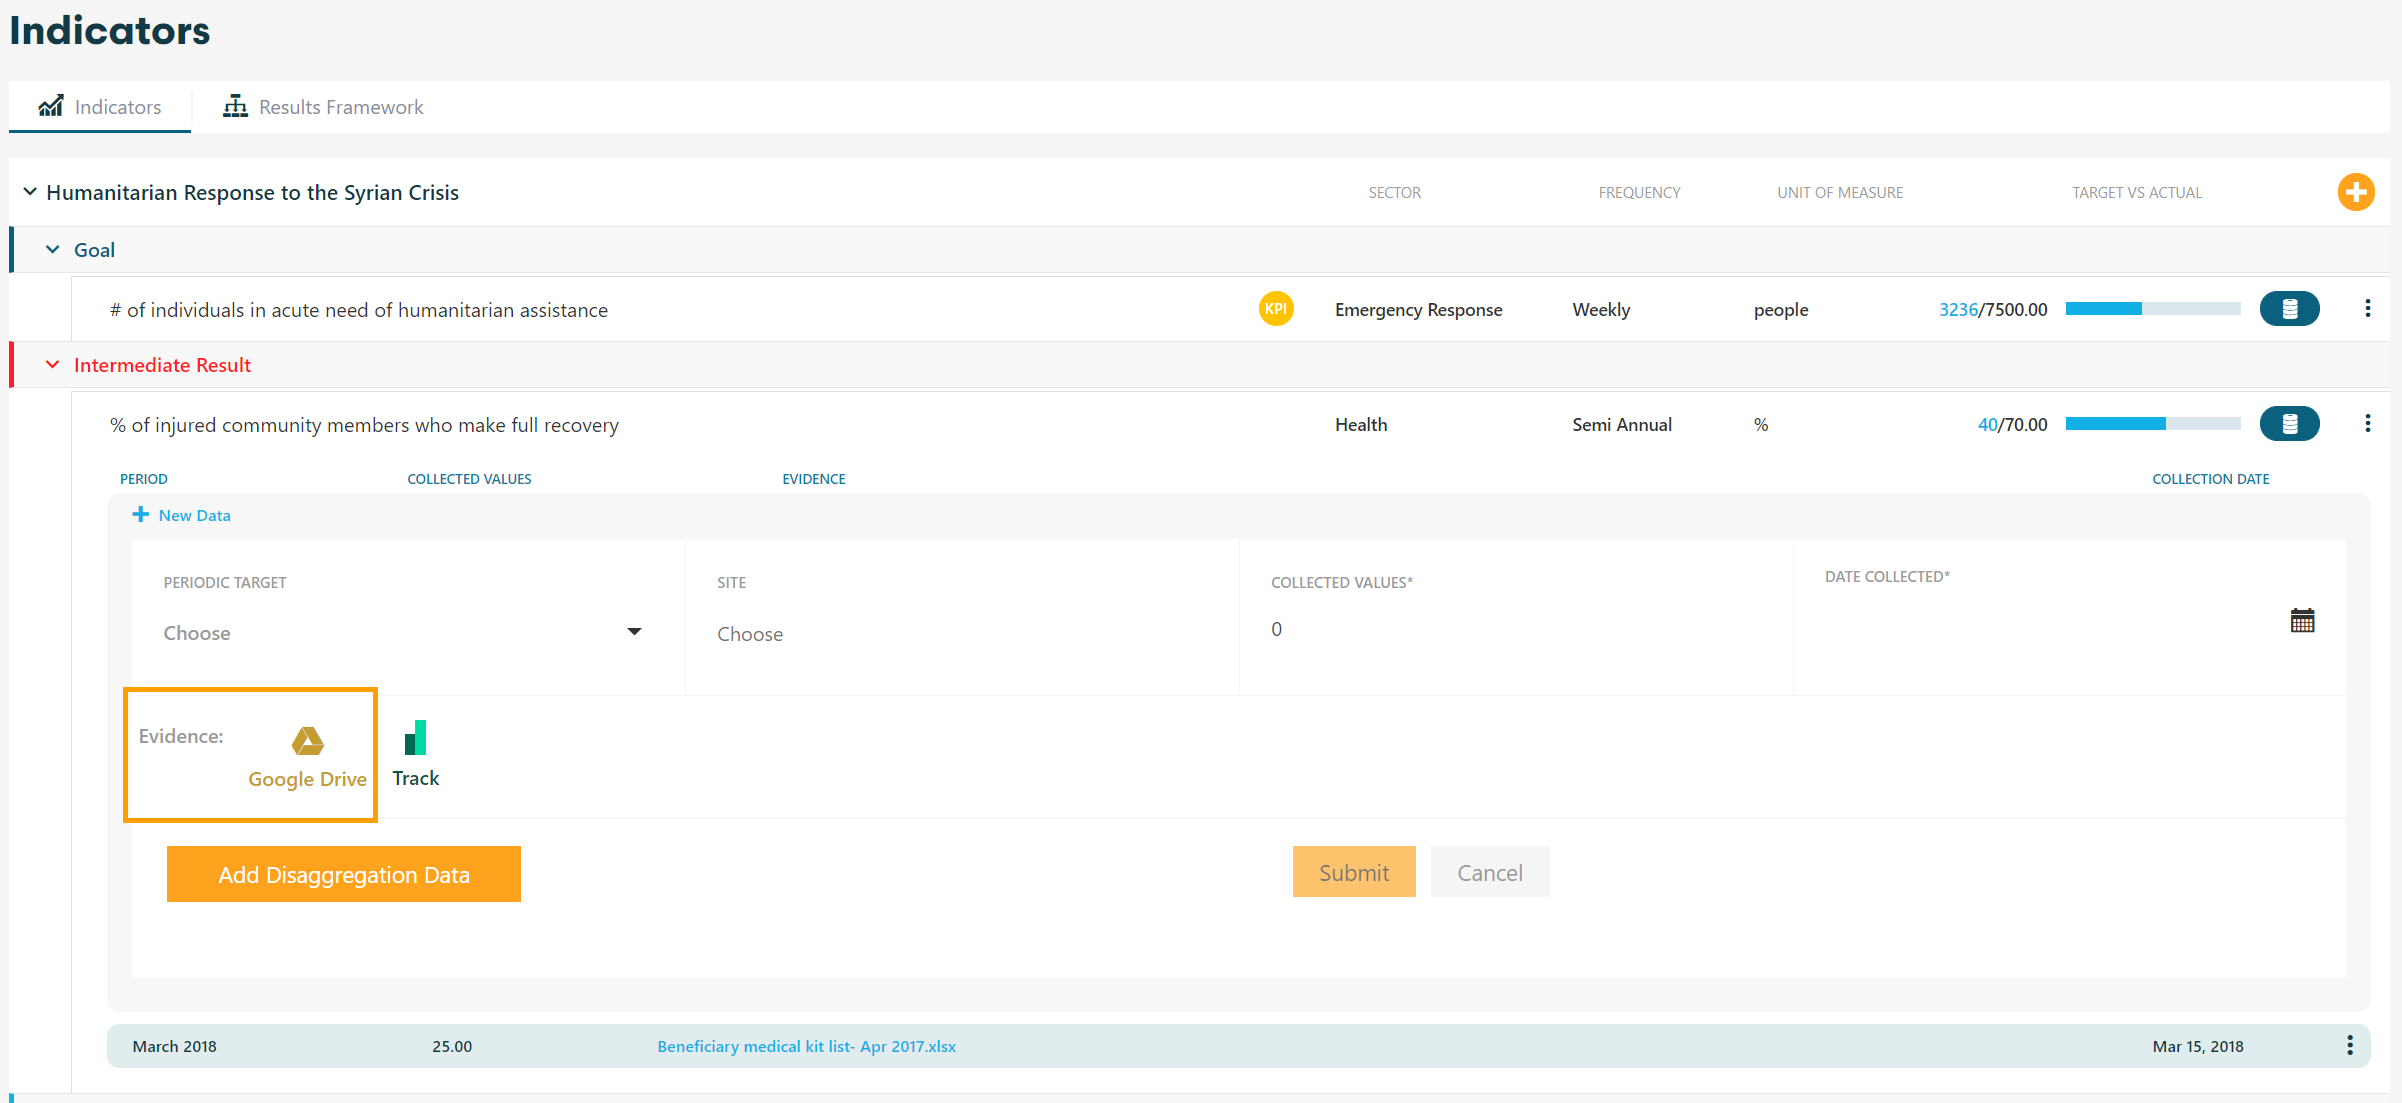 Indicators
Indicators
Results Framework
Humanitarian Response to the Syrian Crisis
SECTOR
FREQUENCY
UNIT OF MEASURE
TARGET VS ACTUAL
Goal
# of individuals in acute need of humanitarian assistance
KPI
Emergency Response
Weekly
people
3236/7500.00
Intermediate Result
% of injured community members who make full recovery
Health
Semi Annual
%
40/70.00
PERIOD
COLLECTED VALUES
EVIDENCE
COLLECTION DATE
New Data
PERIODIC TARGET
SITE
COLLECTED VALUES*
DATE COLLECTED*
Choose
Choose
0
Evidence:
Google Drive
Track
Add Disaggregation Data
Submit
Cancel
March 2018
25.00
Beneficiary medical kit list- Apr 2017.xlsx
Mar 15, 2018